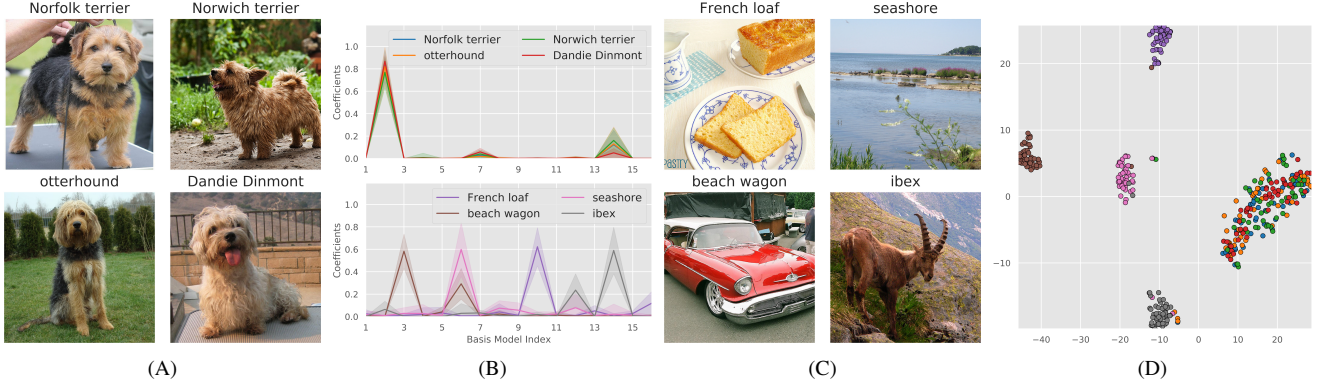 Norfolk terrier
Norwich terrier
otterhound
Dandie Dinmont
(A)
Norfolk terrier
Norwich terrier
otterhound
Dandie Dinmont
Coefficients
1.0
0.8
0.6
0.4
0.2
0.0
1 3 5 7 9 11 13 15
French loaf
seashore
beach wagon
ibex
Coefficients
1.0
0.8
0.6
0.4
0.2
0.0
1 3 5 7 9 11 13 15
Basis Model Index
(B)
French loaf
seashore
PASTRY
beach wagon
ibex
(C)
20
10
0
−10
−40 −30 −20 −10 0 10 20
(D)